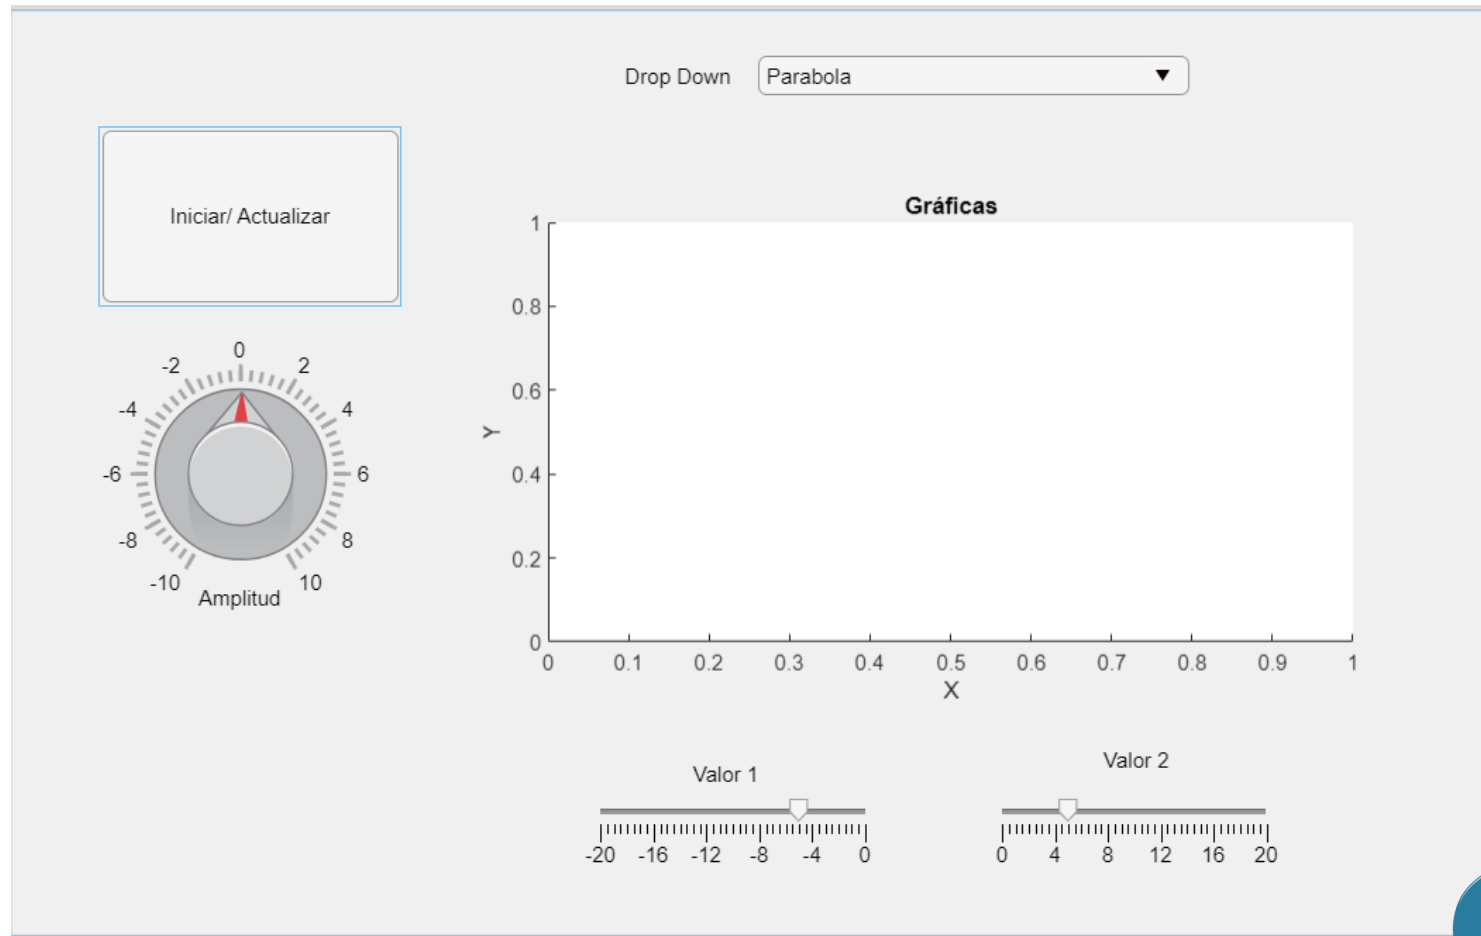 Drop Down Parabola
Iniciar/ Actualizar
Gráficas
1
0.8
0.6
0.4
0.2
0
Y
0 0.1 0.2 0.3 0.4 0.5 0.6 0.7 0.8 0.9 1
X
0
-2 2
-4 4
-6 6
-8 8
-10 10
Amplitud
Valor 1
-20 -16 -12 -8 -4 0
Valor 2
0 4 8 12 16 20